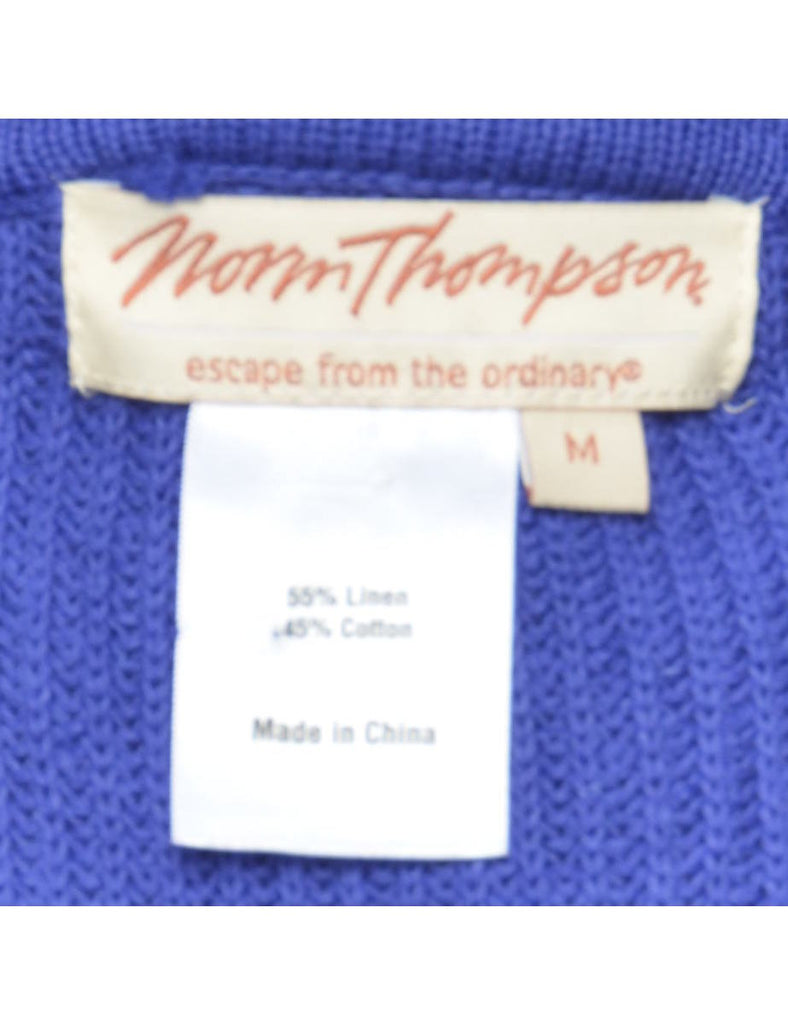 Norm Thompson
escape from the ordinary®
M
55% Linen
45% Cotton
Made in China